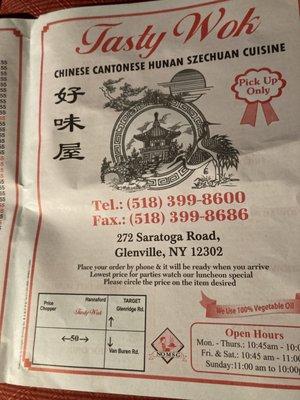 Tasty Wok
CHINESE CANTONESE HUNAN SZECHUAN CUISINE
好味屋
Pick Up
Only
Tel.: (518) 399-8600
Fax.: (518) 399-8686
272 Saratoga Road,
Glenville, NY 12302
Place your order by phone & it will be ready when you arrive
Lowest price for parties watch our luncheon special
Please circle the price on the item desired
Price
Chopper
Hannaford
Tasty Wok
TARGET
Glenridge Rd.
50
Van Buren Rd.
NO M.S.G.
We Use 100% Vegetable Oil
Open Hours
Mon. - Thurs.: 10:45am - 10:
Fri. & Sat.: 10:45 am - 11:0
Sunday: 11:00 am to 10:00p